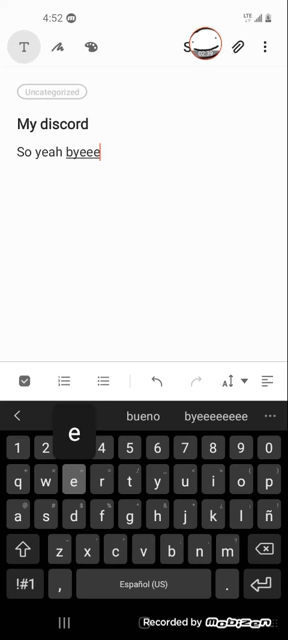 4:52
LTE
Uncategorized
My discord
So yeah byeee
bueno byeeeeeeee
e
1 2 4 5 6 7 8 9 0
q w e r t y u i o p
a s d f g h j k l ñ
z x c v b n m
!#1 , Español (US) .
Recorded by mobizen